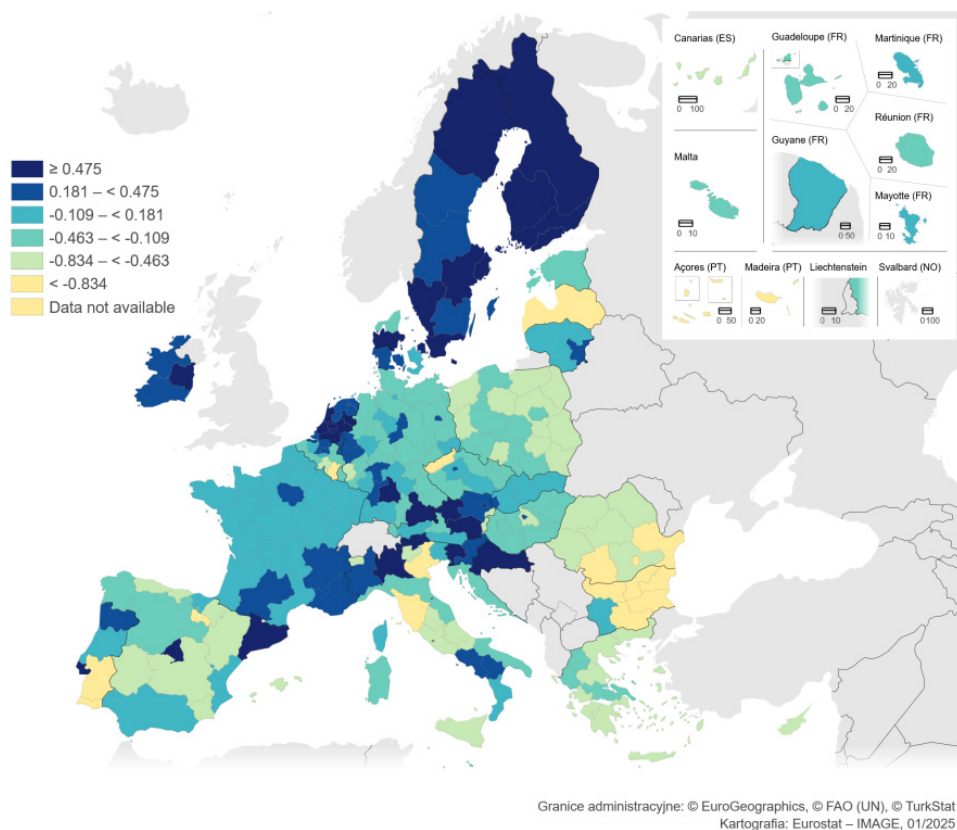 Canarias (ES)
0 100
Guadeloupe (FR)
0 20
Martinique (FR)
0 20
Réunion (FR)
0 20
Malta
0 10
Guyane (FR)
0 50
Mayotte (FR)
0 10
Açores (PT)
0 50
Madeira (PT)
0 20
Liechtenstein
0 10
Svalbard (NO)
0100
≥ 0.475
0.181 – < 0.475
-0.109 – < 0.181
-0.463 – < -0.109
-0.834 – < -0.463
< -0.834
Data not available
Granice administracyjne: © EuroGeographics, © FAO (UN), © TurkStat
Kartografia: Eurostat – IMAGE, 01/2025